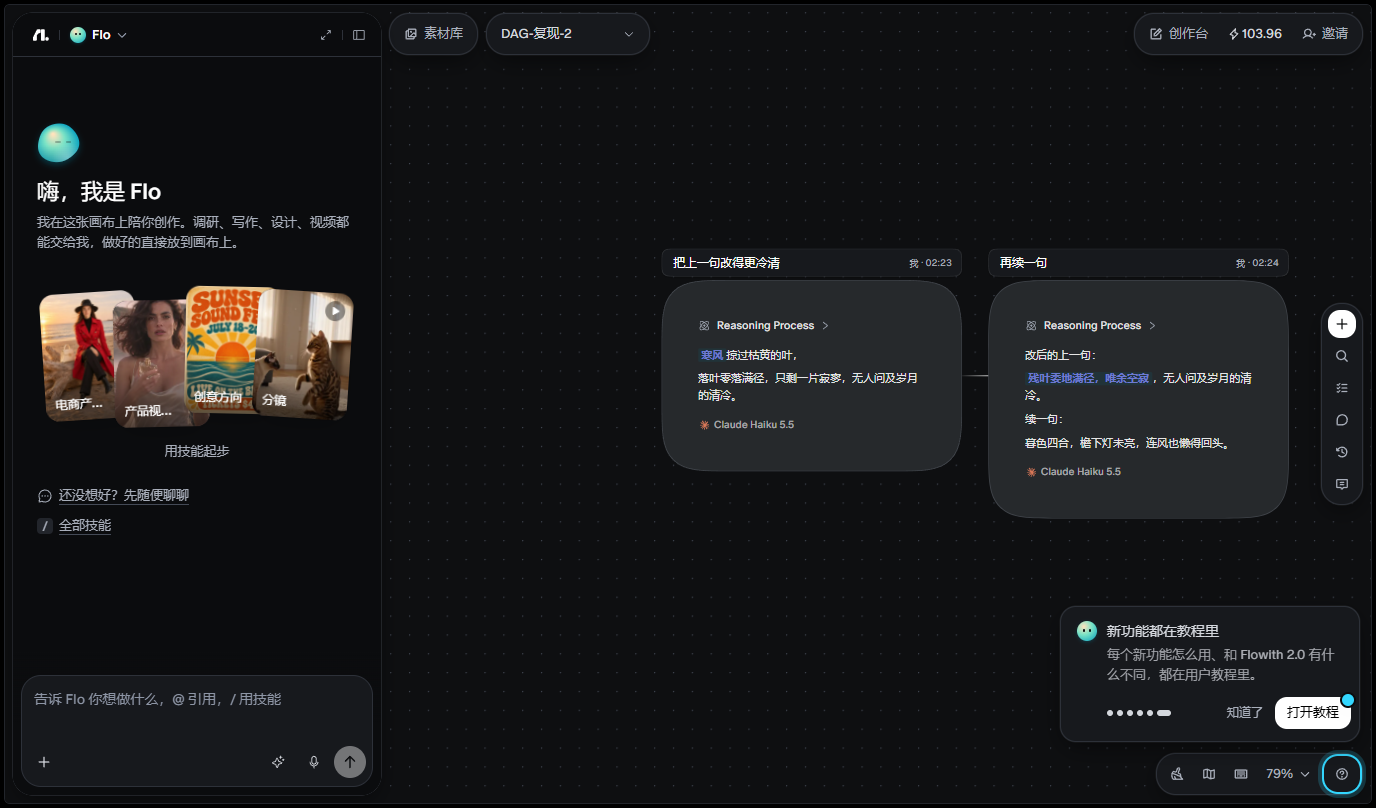 Flo
素材库
DAG-复现-2
创作台
103.96
邀请
嗨，我是 Flo
我在这张画布上陪你创作。调研、写作、设计、视频都
能交给我，做好的直接放到画布上。
电商产...
产品视...
SUNSE
SOUND FE
JULY 18-2
LIVE ON THE B
创意方向
分镜
用技能起步
还没想好？先随便聊聊
/ 全部技能
告诉 Flo 你想做什么，@ 引用，/ 用技能
把上一句改得更冷清
我 · 02:23
Reasoning Process
寒风 掠过枯黄的叶，
落叶零落满径，只剩一片寂寥，无人问及岁月
的清冷。
Claude Haiku 5.5
再续一句
我 · 02:24
Reasoning Process
改后的上一句：
残叶委地满径，唯余空寂 ，无人问及岁月的清
冷。
续一句：
暮色四合，檐下灯未亮，连风也懒得回头。
Claude Haiku 5.5
新功能都在教程里
每个新功能怎么用、和 Flowith 2.0 有什
么不同，都在用户教程里。
知道了
打开教程
79%